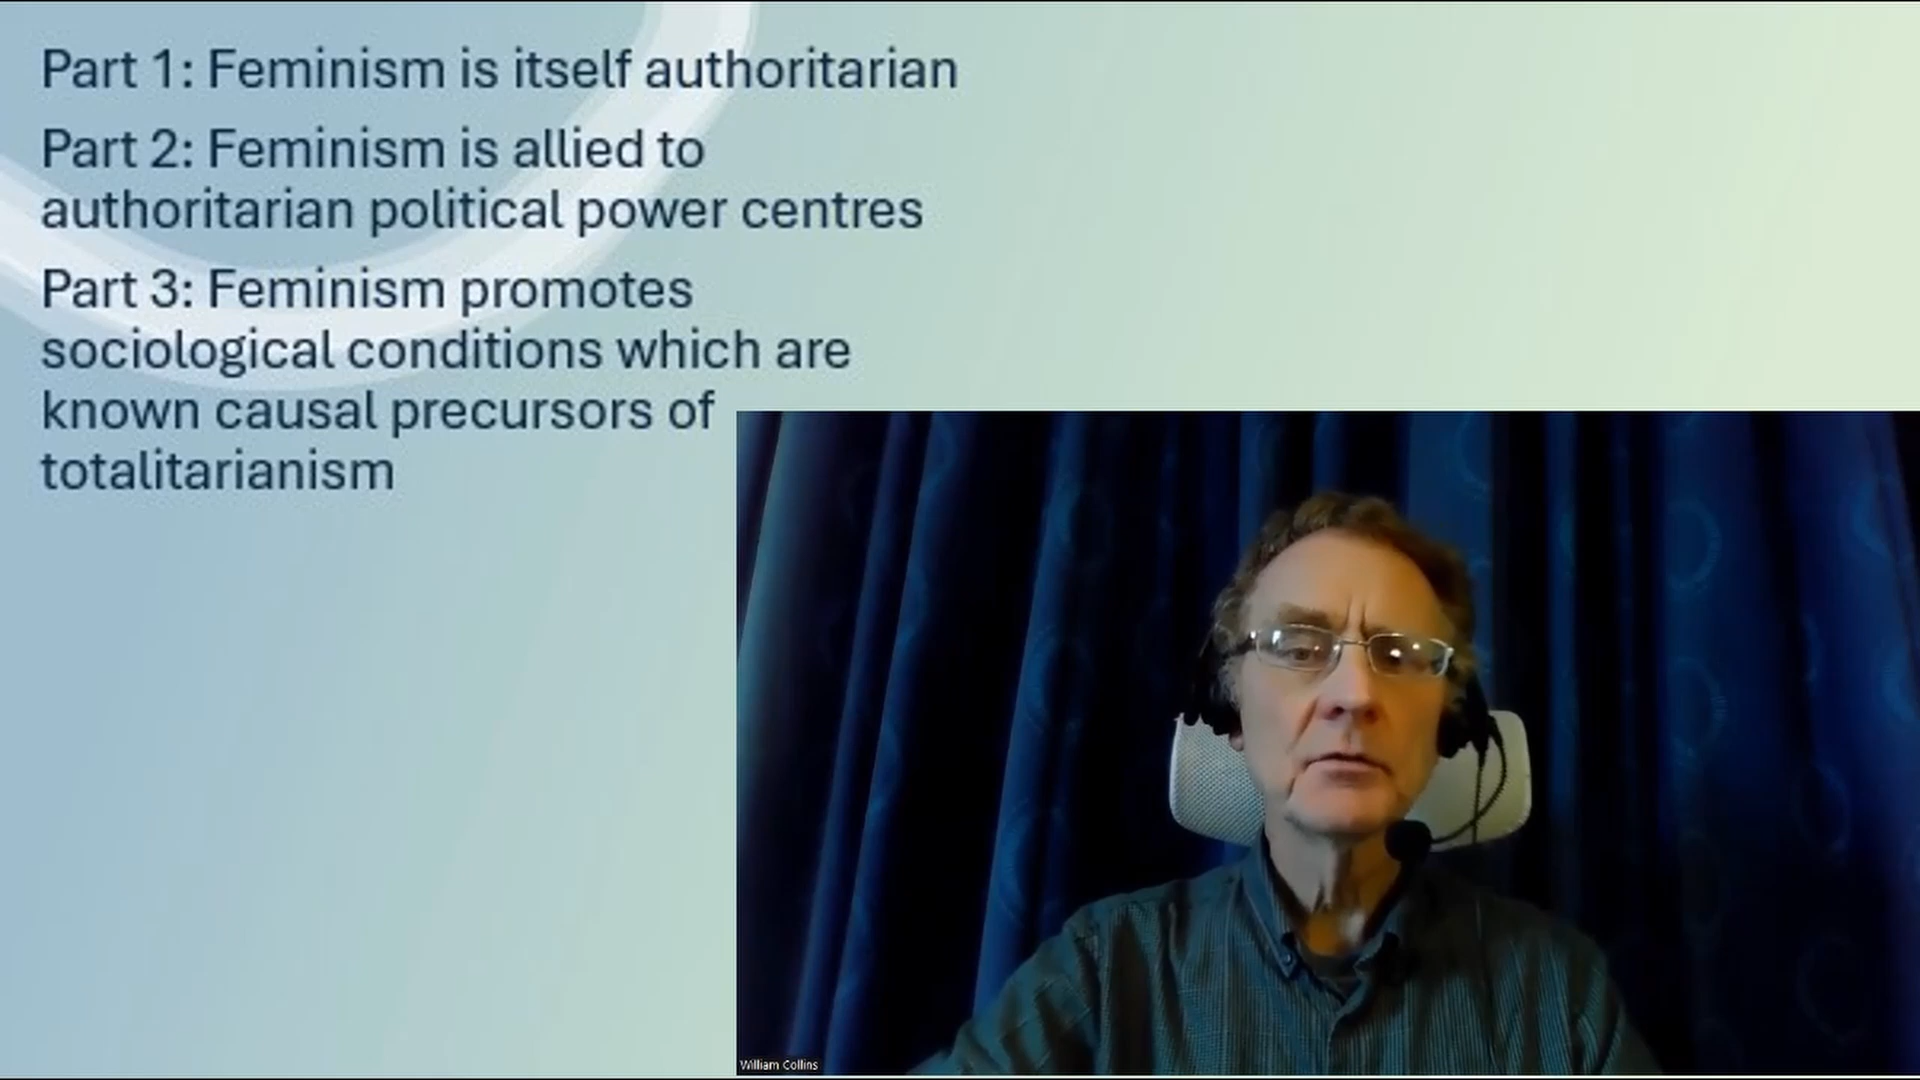 Part 1: Feminism is itself authoritarian
Part 2: Feminism is allied to
authoritarian political power centres
Part 3: Feminism promotes
sociological conditions which are
known causal precursors of
totalitarianism
William Collins